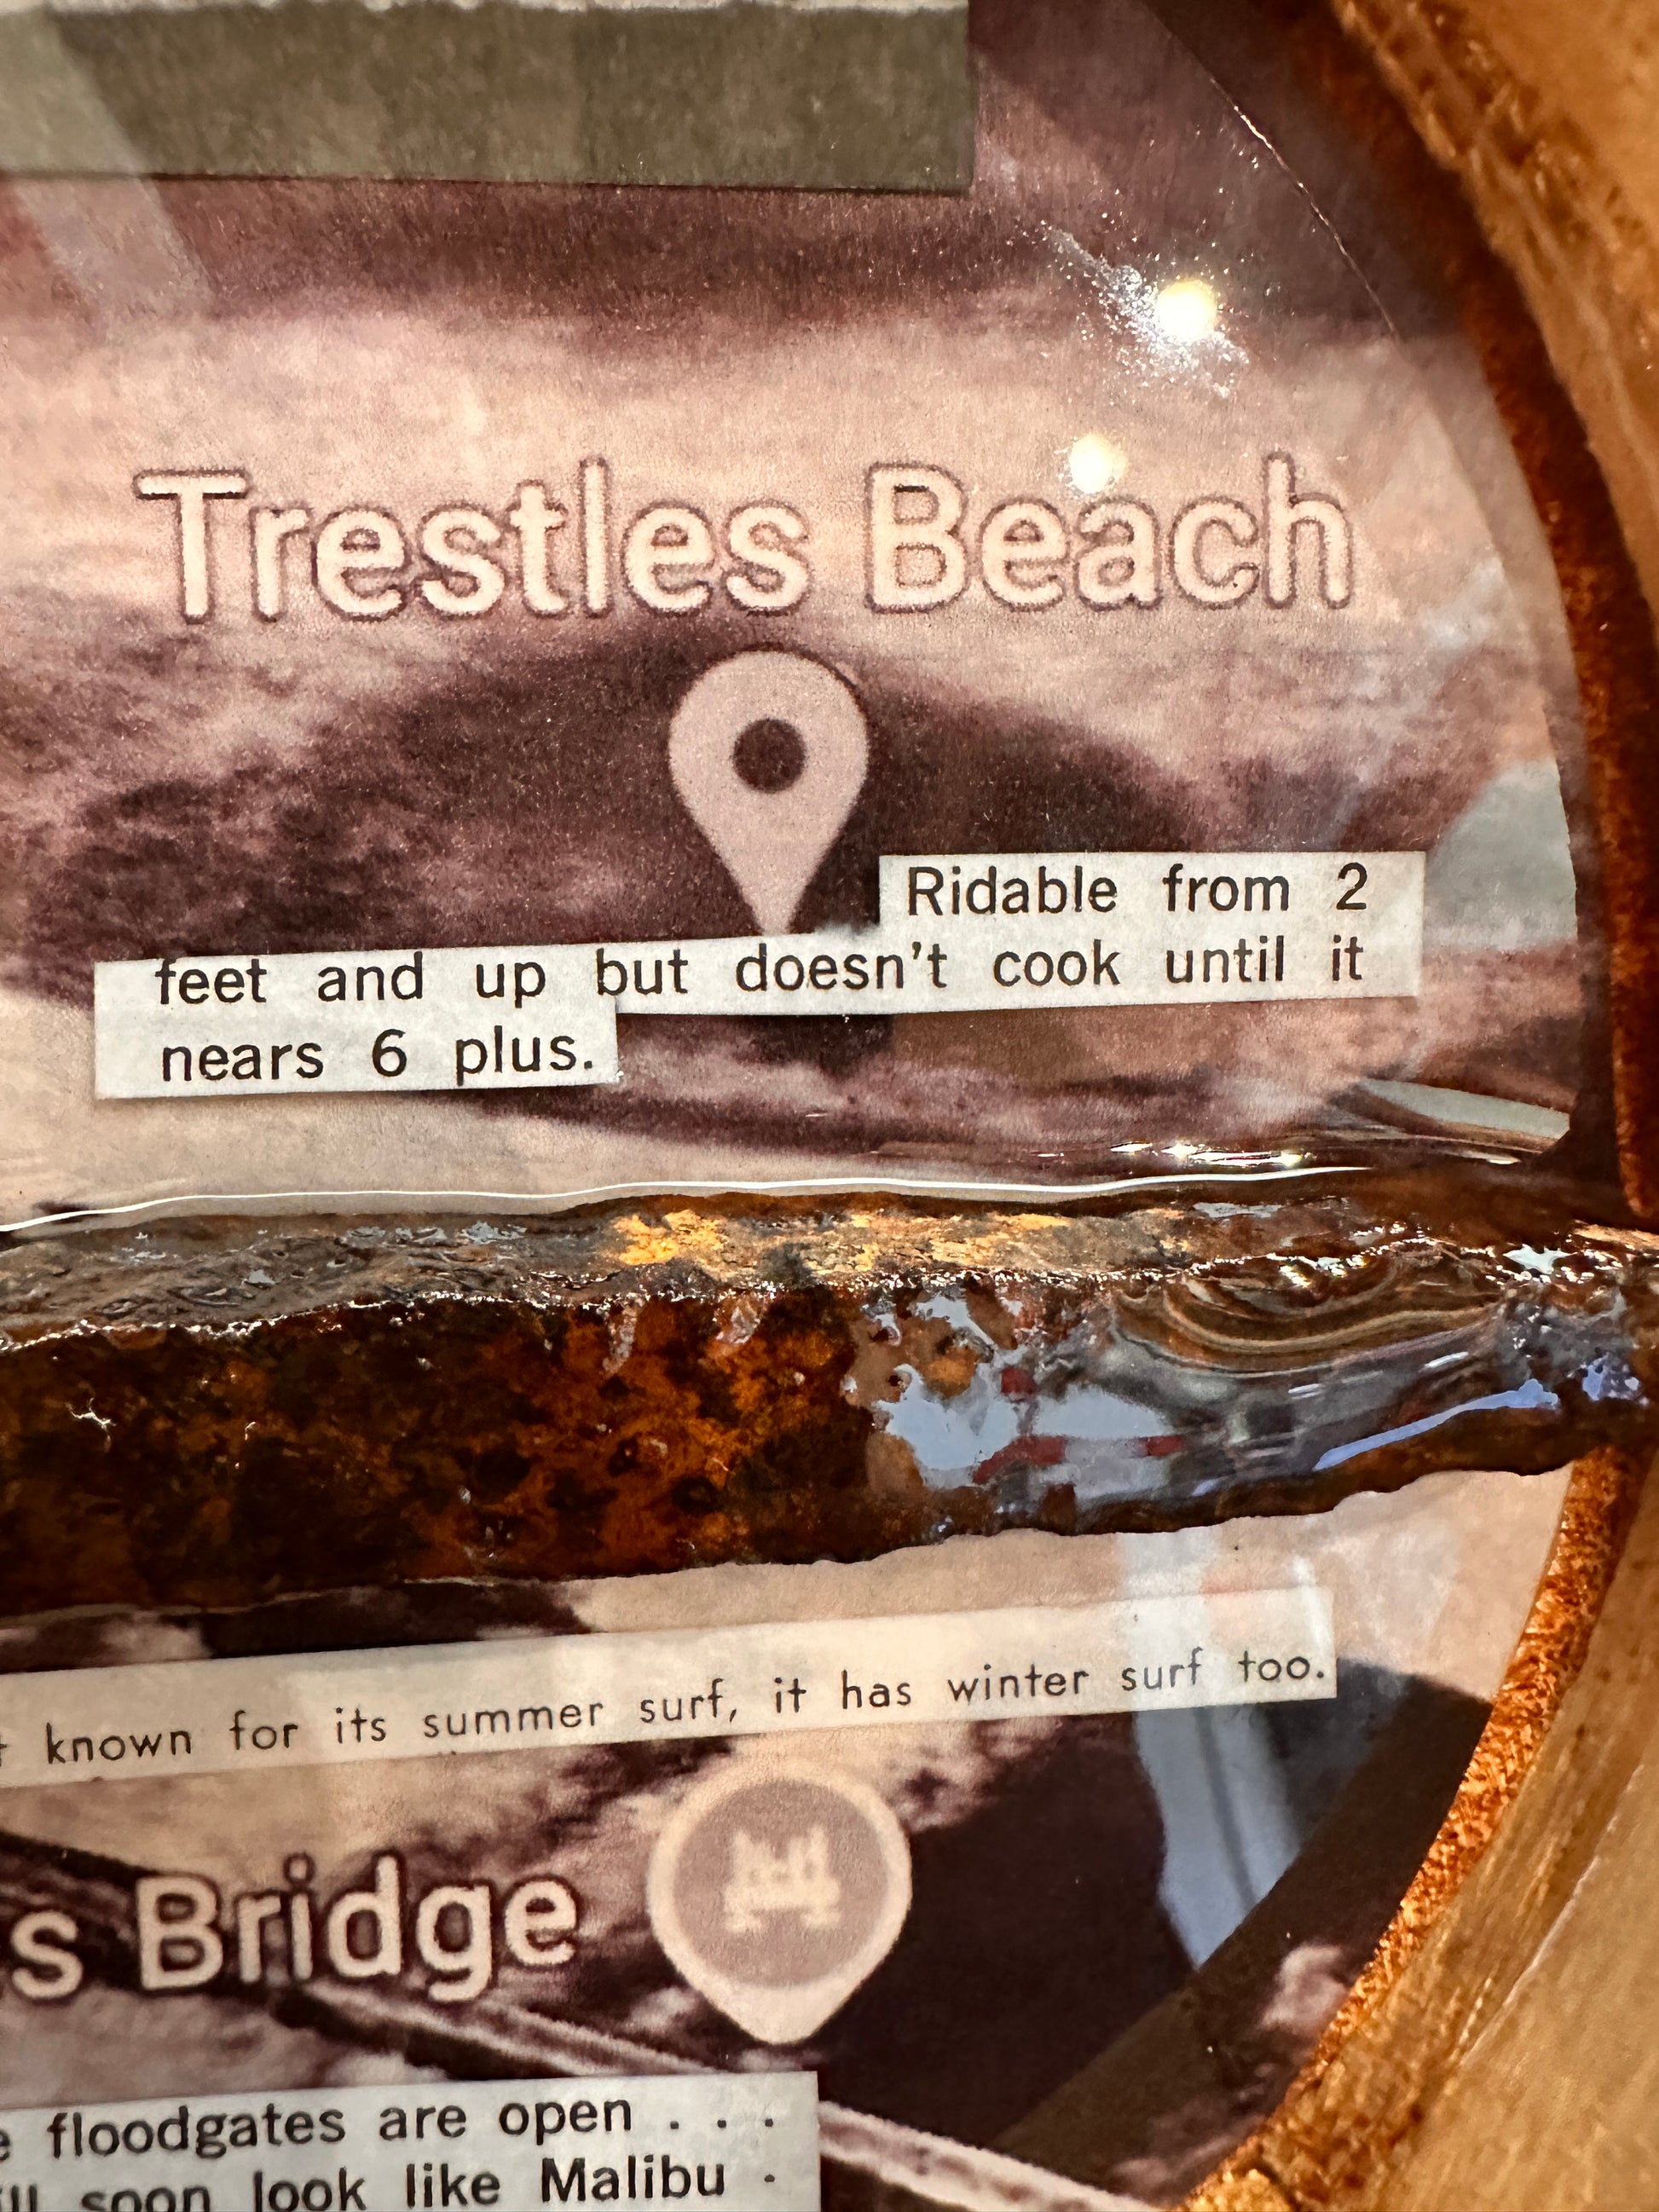 Trestles Beach
Ridable from 2
feet and up but doesn't cook until it
nears 6 plus.
known for its summer surf, it has winter surf too.
s Bridge
floodgates are open . . .
soon look like Malibu .